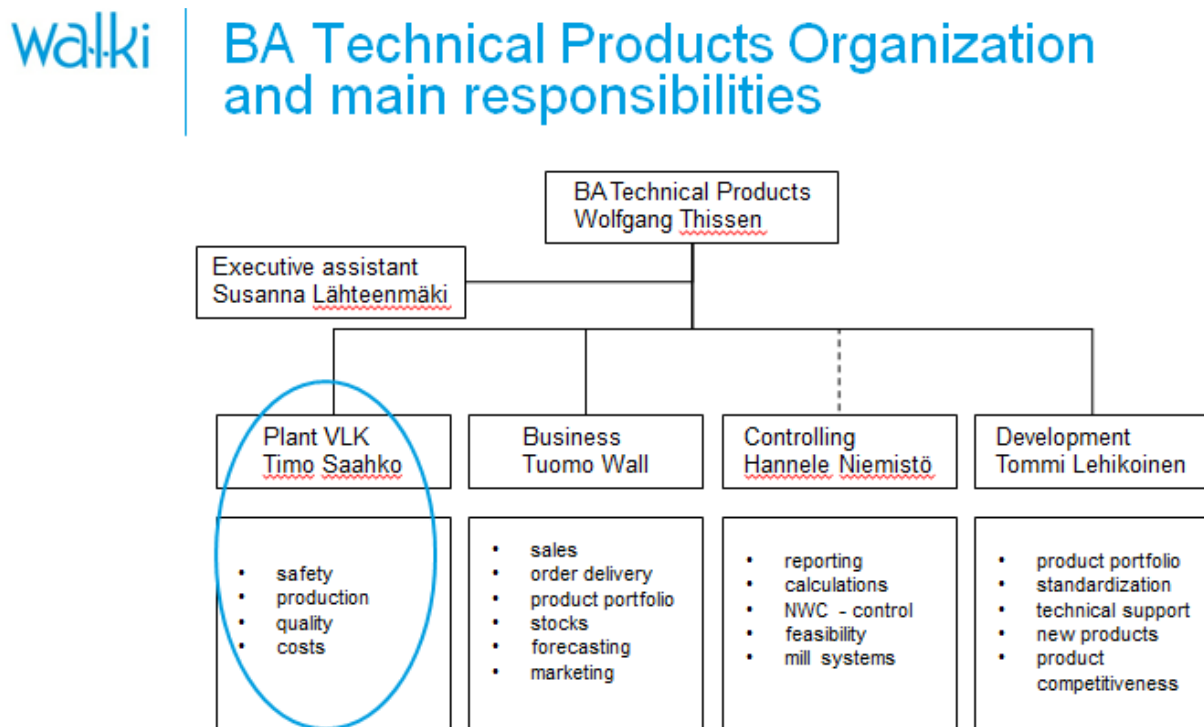 walki
BA Technical Products Organization
and main responsibilities
BA Technical Products
Wolfgang Thissen
Executive assistant
Susanna Lähteenmäki
Plant VLK
Timo Saahko
• safety
• production
• quality
• costs
Business
Tuomo Wall
• sales
• order delivery
• product portfolio
• stocks
• forecasting
• marketing
Controlling
Hannele Niemistö
• reporting
• calculations
• NWC - control
• feasibility
• mill systems
Development
Tommi Lehikoinen
• product portfolio
• standardization
• technical support
• new products
• product
competitiveness